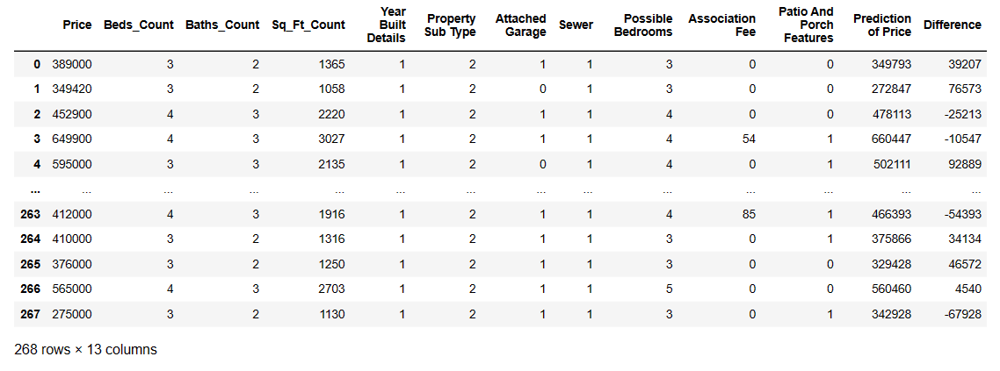 Price Beds_Count Baths_Count Sq_Ft_Count Year Built Details Property Sub Type Attached Garage Sewer Possible Bedrooms Association Fee Patio And Porch Features Prediction of Price Difference
0 389000 3 2 1365 1 2 1 1 3 0 0 349793 39207
1 349420 3 2 1058 1 2 0 1 3 0 0 272847 76573
2 452900 4 3 2220 1 2 1 1 4 0 0 478113 -25213
3 649900 4 3 3027 1 2 1 1 4 54 1 660447 -10547
4 595000 3 3 2135 1 2 0 1 4 0 1 502111 92889
... ... ... ... ... ... ... ... ... ... ... ... ... ...
263 412000 4 3 1916 1 2 1 1 4 85 1 466393 -54393
264 410000 3 2 1316 1 2 1 1 3 0 1 375866 34134
265 376000 3 2 1250 1 2 1 1 3 0 0 329428 46572
266 565000 4 3 2703 1 2 1 1 5 0 0 560460 4540
267 275000 3 2 1130 1 2 1 1 3 0 1 342928 -67928
268 rows × 13 columns